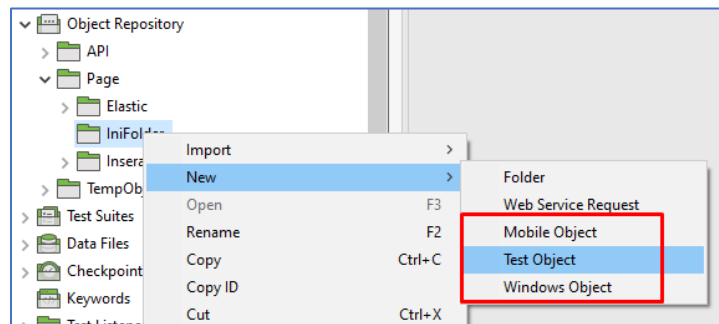 Object Repository
API
Page
Elastic
IniFolder
Insera
TempOb
Test Suites
Data Files
Checkpoint
Keywords
Import
New
Open F3
Rename F2
Copy Ctrl+C
Copy ID
Cut Ctrl+X
Folder
Web Service Request
Mobile Object
Test Object
Windows Object